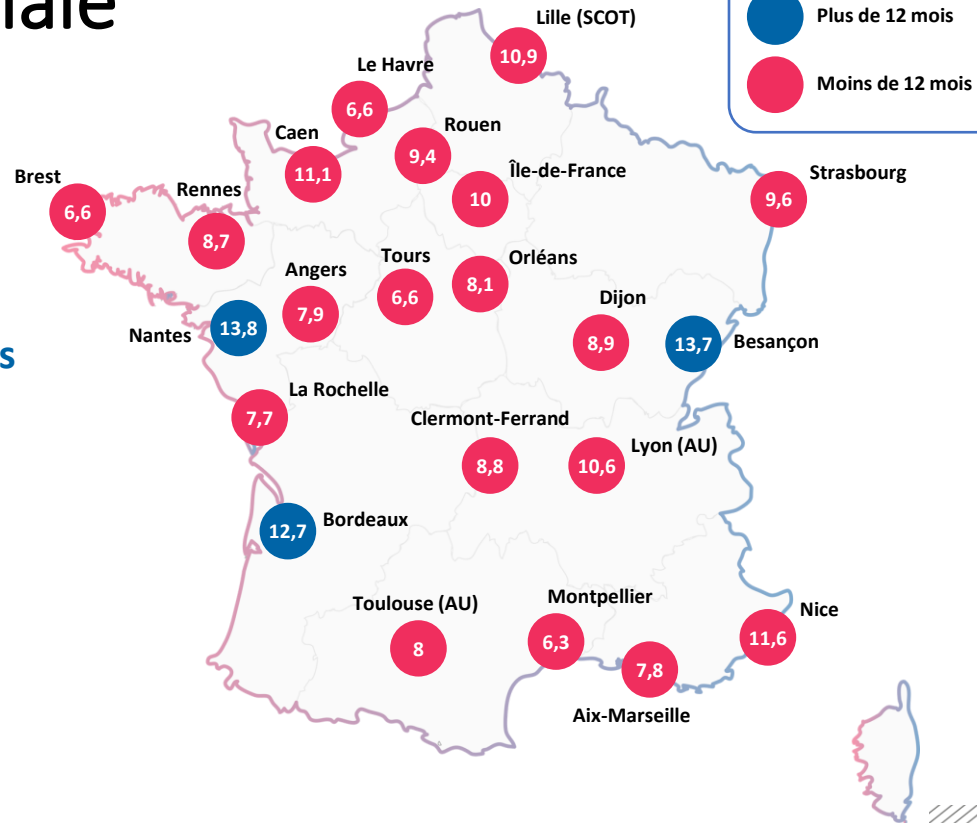 Plus de 12 mois
Lille (SCOT)
10,9
Le Havre
Moins de 12 mois
6,6
Caen
Rouen
9,4
11,1
Île-de-France
Strasbourg
Brest
Rennes
10
9,6
6,6
8,7
Tours
Orléans
Angers
8,1
6,6
Dijon
7,9
13,8
Nantes
8,9
13,7
Besançon
s
La Rochelle
7,7
Clermont-Ferrand
Lyon (AU)
8,8
10,6
Bordeaux
12,7
Montpellier
Toulouse (AU)
Nice
6,3
11,6
8
7,8
Aix-Marseille